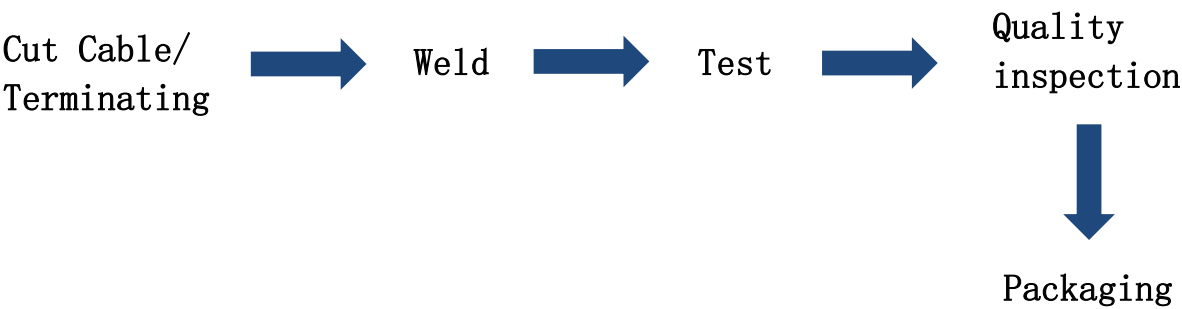 Cut Cable/
Terminating
Weld
Test
Quality
inspection
Packaging